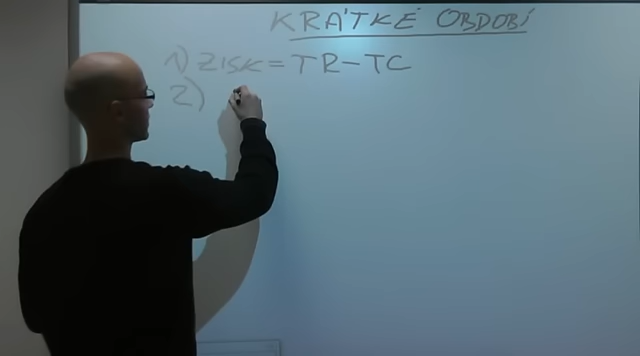 KRÁTKÉ OBDOBÍ
1) ZISK = TR - TC
2)